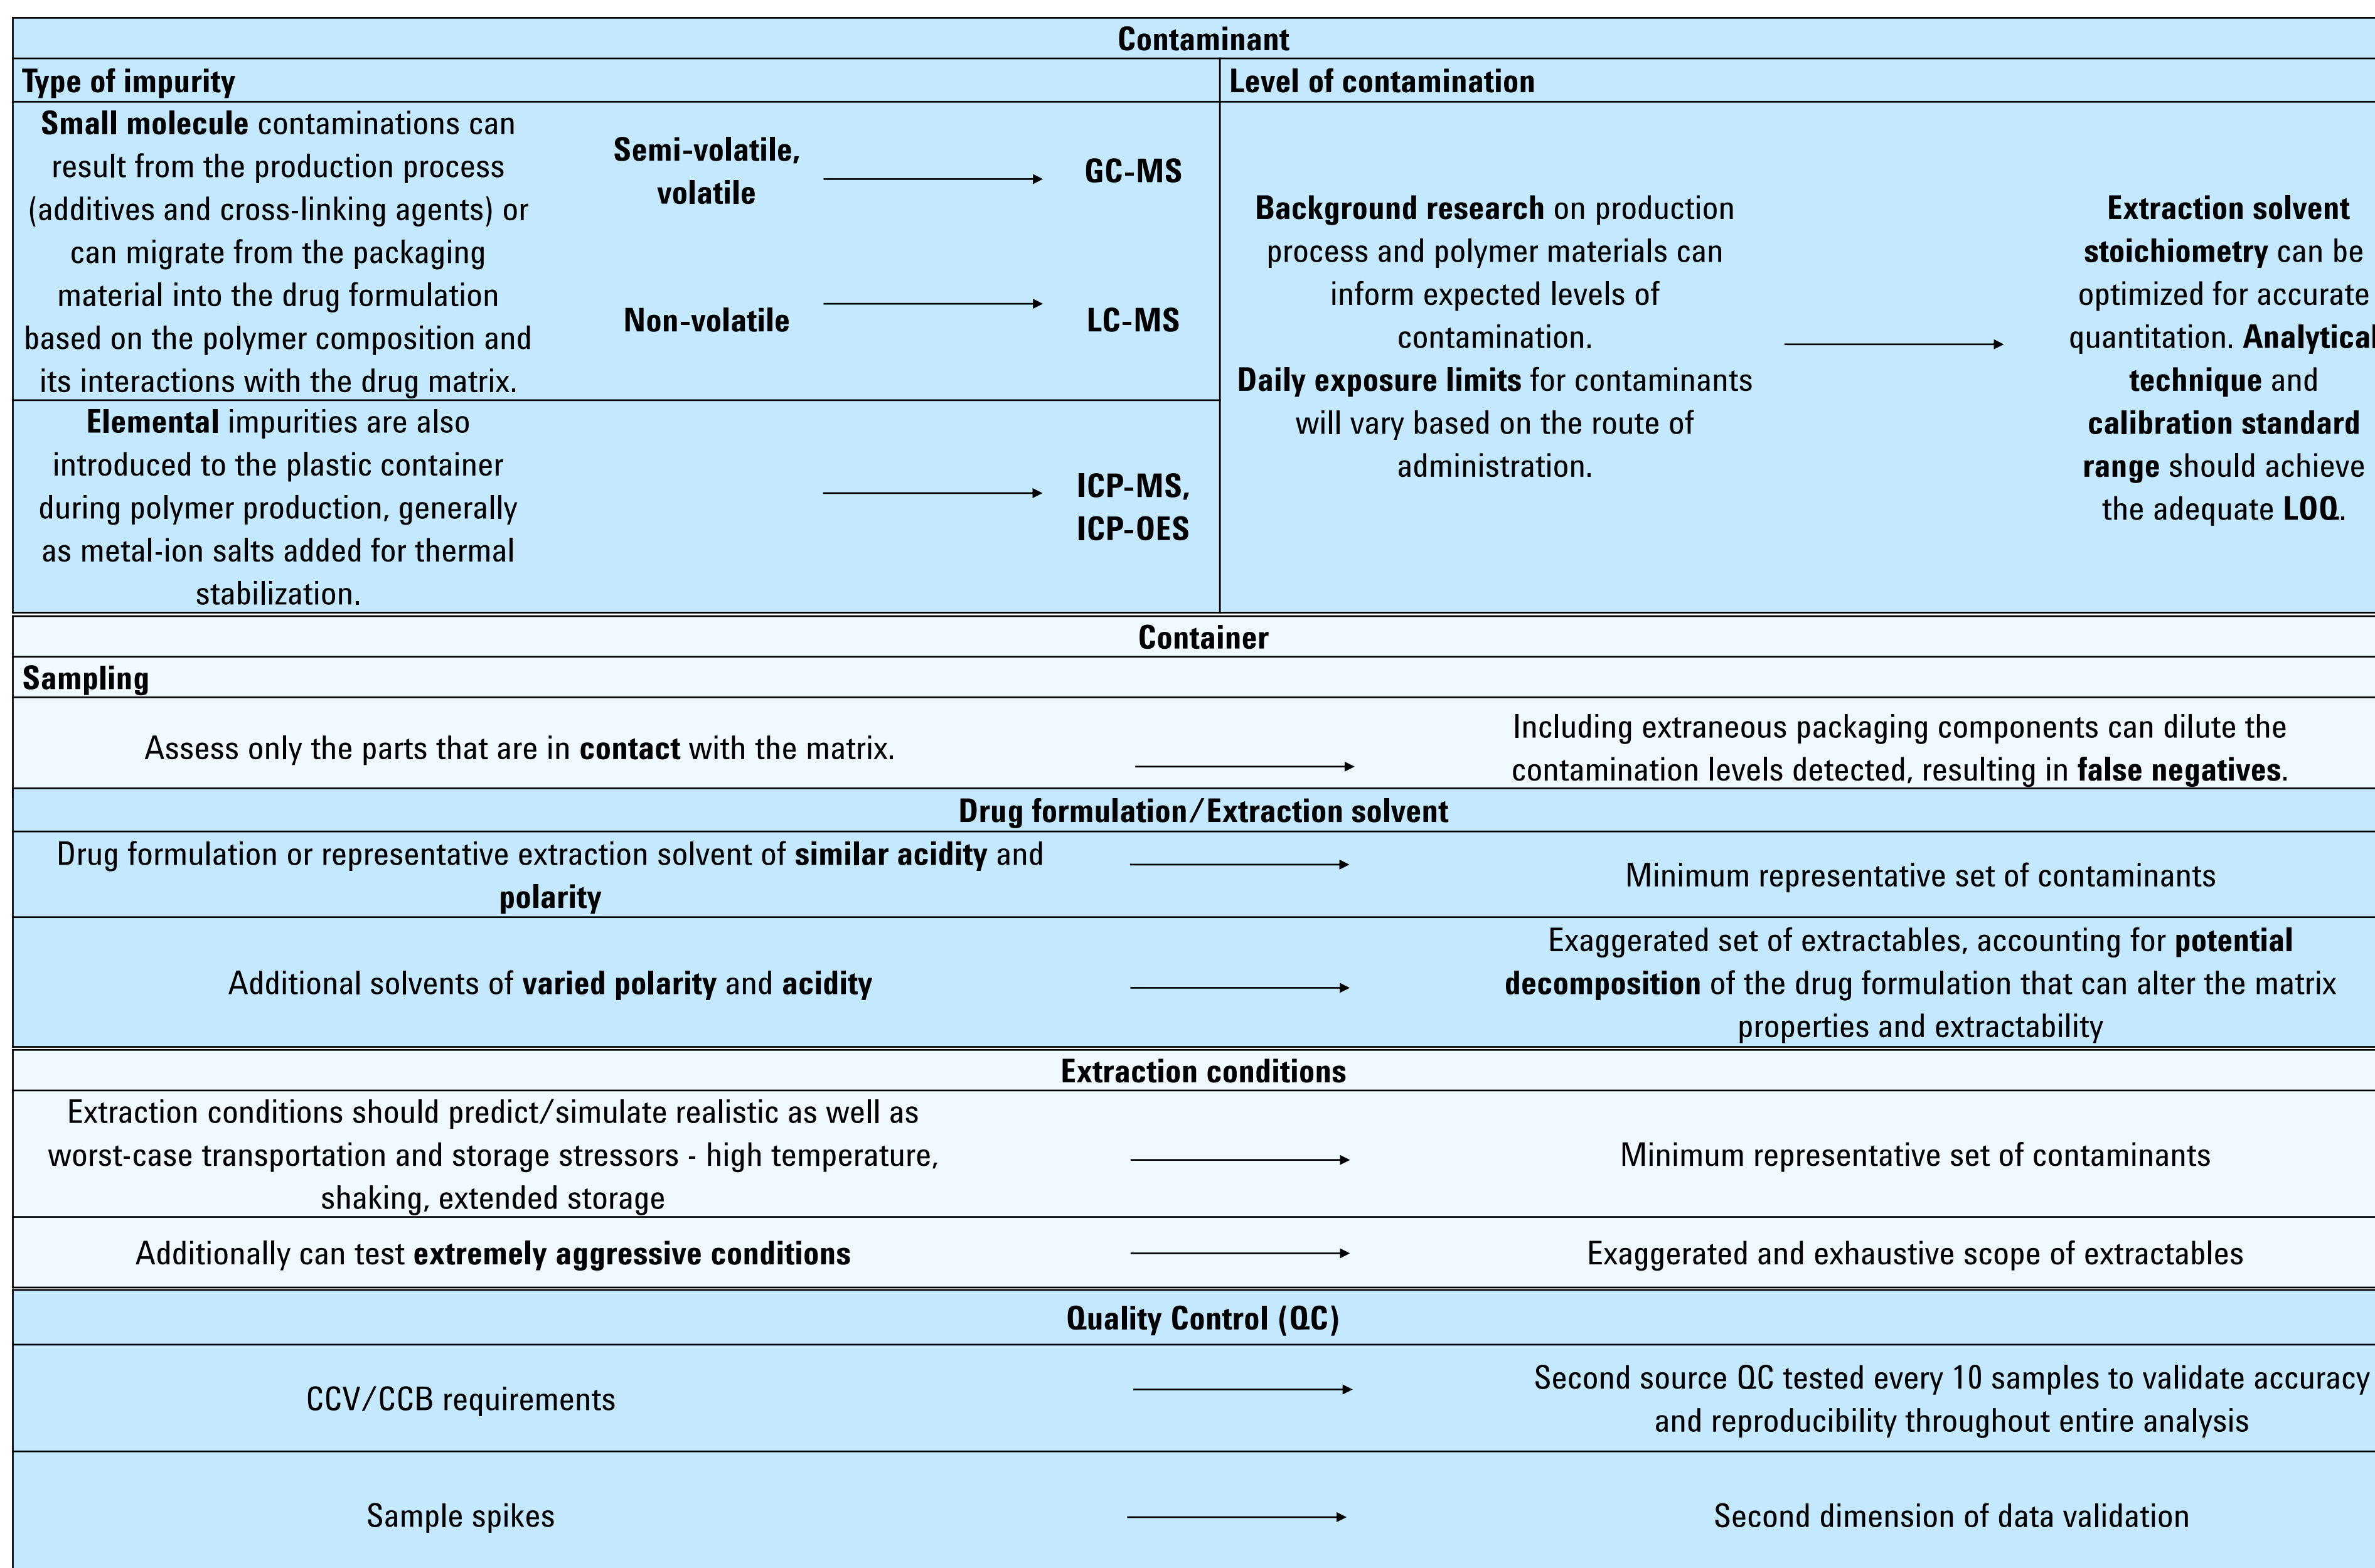 Contaminant
Type of impurity
Level of contamination
Small molecule contaminations can
result from the production process
(additives and cross-linking agents) or
can migrate from the packaging
material into the drug formulation
based on the polymer composition and
its interactions with the drug matrix.
Semi-volatile,
volatile
GC-MS
Non-volatile
LC-MS
Elemental impurities are also
introduced to the plastic container
during polymer production, generally
as metal-ion salts added for thermal
stabilization.
ICP-MS,
ICP-OES
Background research on production
process and polymer materials can
inform expected levels of
contamination.
Daily exposure limits for contaminants
will vary based on the route of
administration.
Extraction solvent
stoichiometry can be
optimized for accurate
quantitation. Analytical
technique and
calibration standard
range should achieve
the adequate LOQ.
Container
Sampling
Assess only the parts that are in contact with the matrix.
Including extraneous packaging components can dilute the
contamination levels detected, resulting in false negatives.
Drug formulation/Extraction solvent
Drug formulation or representative extraction solvent of similar acidity and
polarity
Minimum representative set of contaminants
Additional solvents of varied polarity and acidity
Exaggerated set of extractables, accounting for potential
decomposition of the drug formulation that can alter the matrix
properties and extractability
Extraction conditions
Extraction conditions should predict/simulate realistic as well as
worst-case transportation and storage stressors - high temperature,
shaking, extended storage
Minimum representative set of contaminants
Additionally can test extremely aggressive conditions
Exaggerated and exhaustive scope of extractables
Quality Control (QC)
CCV/CCB requirements
Second source QC tested every 10 samples to validate accuracy
and reproducibility throughout entire analysis
Sample spikes
Second dimension of data validation